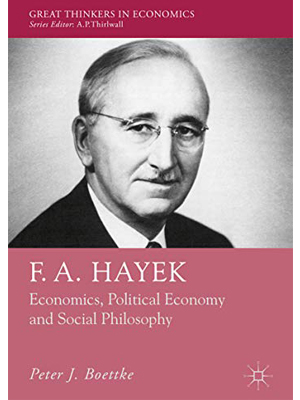 GREAT THINKERS IN ECONOMICS
Series Editor: A.P.Thirlwall
F. A. HAYEK
Economics, Political Economy
and Social Philosophy
Peter J. Boettke